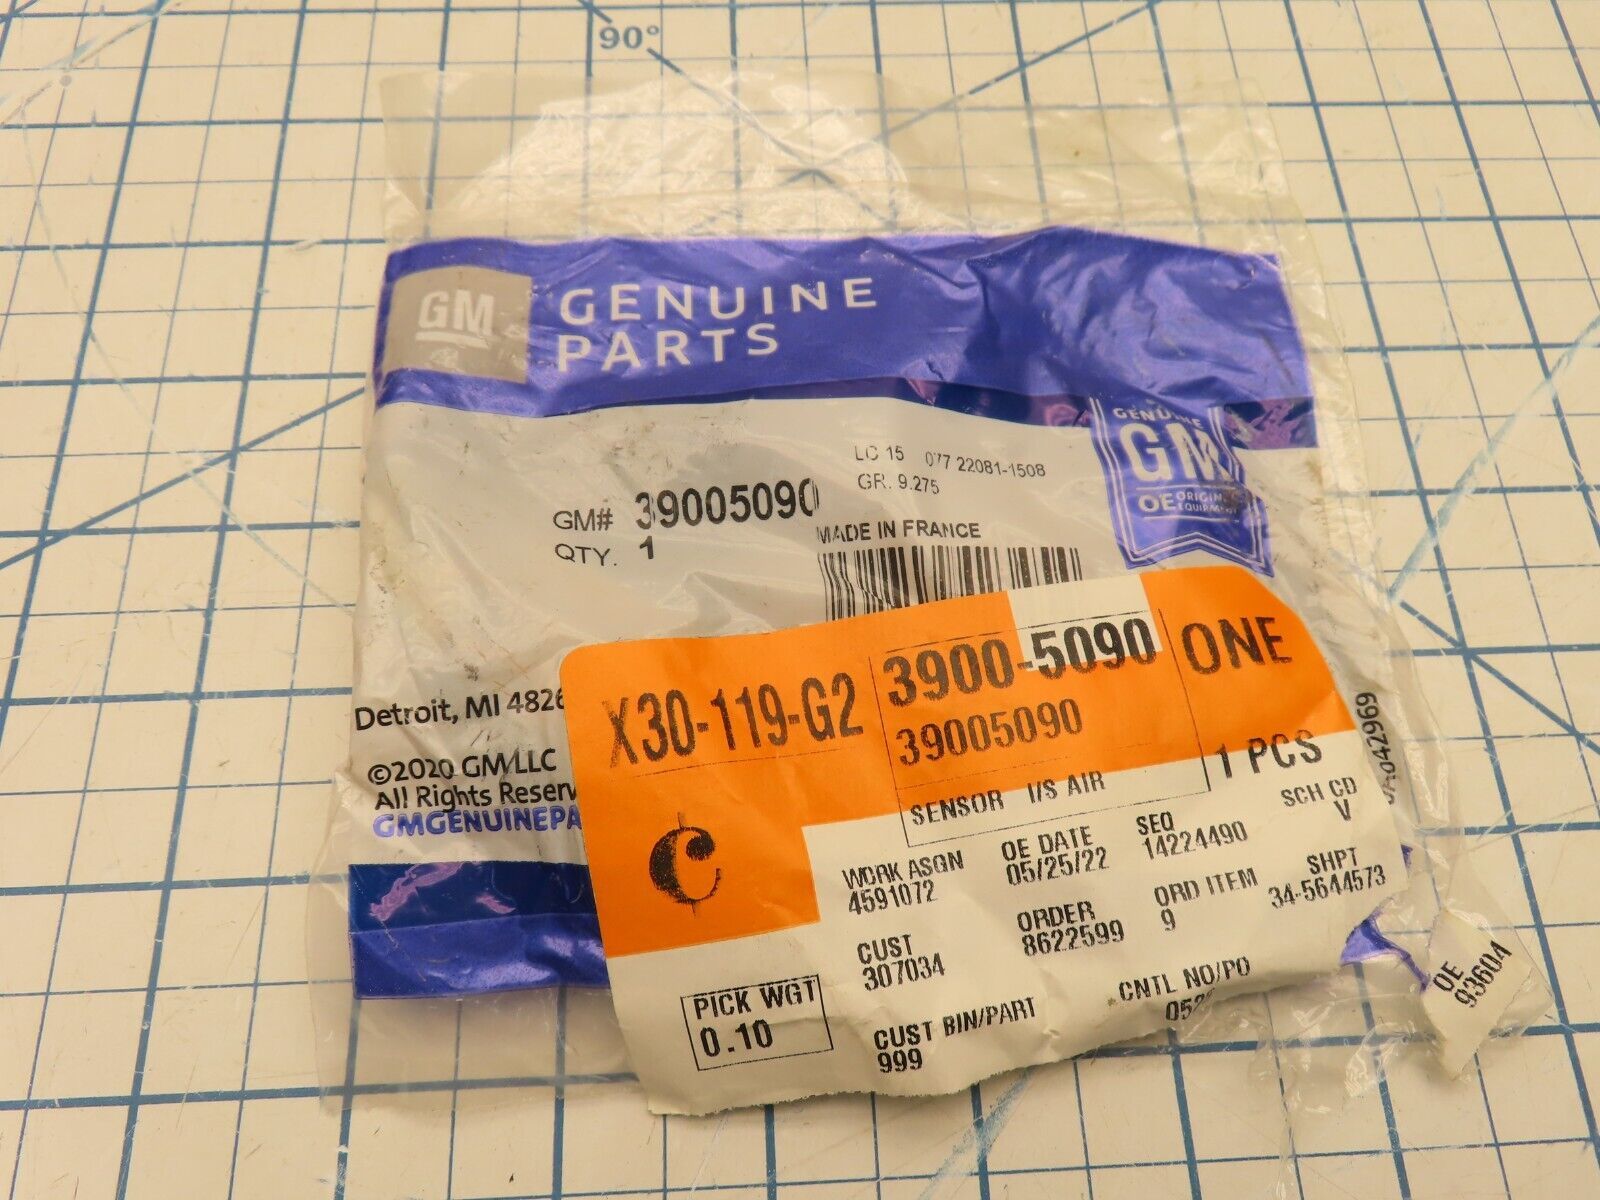 90°
GM
GENUINE
PARTS
GENUINE
GM
OE
LC 15 077 22081-1508
GR. 9.275
GM# 39005090
QTY. 1
MADE IN FRANCE
X30-119-G2
3900-5090
39005090
ONE
SENSOR I/S AIR
1 PCS
C
WORK ASGN
4591072
OE DATE
05/25/22
SEQ
14224490
SCH CD
V
CUST
307034
ORDER
8622599
ORD ITEM
9
SHPT
34-5644573
PICK WGT
0.10
CUST BIN/PART
999
CNTL NO/PO
OE
93604
Detroit, MI
©2020 GM LLC
All Rights